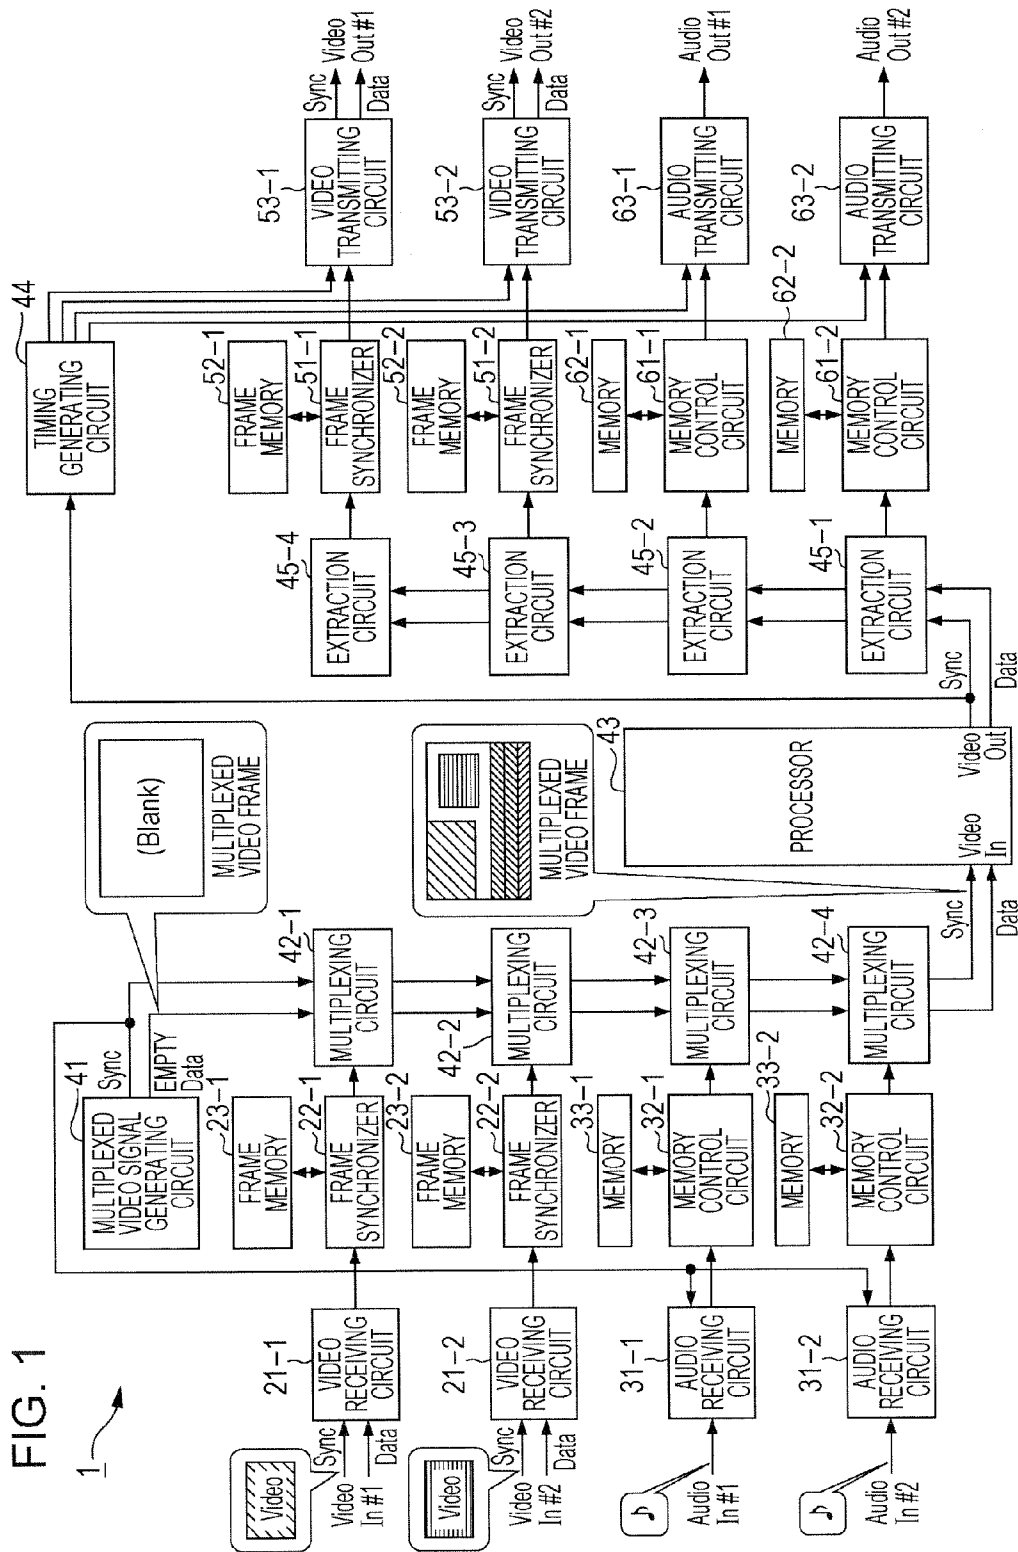 FIG. 1
1
Video
Sync
Video
In #1
Data
21-1
VIDEO
RECEIVING
CIRCUIT
Video
Sync
Video
In #2
Data
21-2
VIDEO
RECEIVING
CIRCUIT
♪
Audio
In #1
31-1
AUDIO
RECEIVING
CIRCUIT
♪
Audio
In #2
31-2
AUDIO
RECEIVING
CIRCUIT
41
MULTIPLEXED
VIDEO SIGNAL
GENERATING
CIRCUIT
Sync
EMPTY
Data
23-1
FRAME
MEMORY
22-1
FRAME
SYNCHRONIZER
23-2
FRAME
MEMORY
22-2
FRAME
SYNCHRONIZER
33-1
MEMORY
32-1
MEMORY
CONTROL
CIRCUIT
33-2
MEMORY
32-2
MEMORY
CONTROL
CIRCUIT
(Blank)
MULTIPLEXED
VIDEO FRAME
42-1
MULTIPLEXING
CIRCUIT
42-2
MULTIPLEXING
CIRCUIT
42-3
MULTIPLEXING
CIRCUIT
42-4
MULTIPLEXING
CIRCUIT
Sync
Data
MULTIPLEXED
VIDEO FRAME
43
PROCESSOR
Video
In
Video
Out
Sync
Data
44
TIMING
GENERATING
CIRCUIT
45-4
EXTRACTION
CIRCUIT
45-3
EXTRACTION
CIRCUIT
45-2
EXTRACTION
CIRCUIT
45-1
EXTRACTION
CIRCUIT
52-1
FRAME
MEMORY
51-1
FRAME
SYNCHRONIZER
52-2
FRAME
MEMORY
51-2
FRAME
SYNCHRONIZER
62-1
MEMORY
61-1
MEMORY
CONTROL
CIRCUIT
62-2
MEMORY
61-2
MEMORY
CONTROL
CIRCUIT
53-1
VIDEO
TRANSMITTING
CIRCUIT
Sync
Video
Out #1
Data
53-2
VIDEO
TRANSMITTING
CIRCUIT
Sync
Video
Out #2
Data
63-1
AUDIO
TRANSMITTING
CIRCUIT
Audio
Out #1
63-2
AUDIO
TRANSMITTING
CIRCUIT
Audio
Out #2